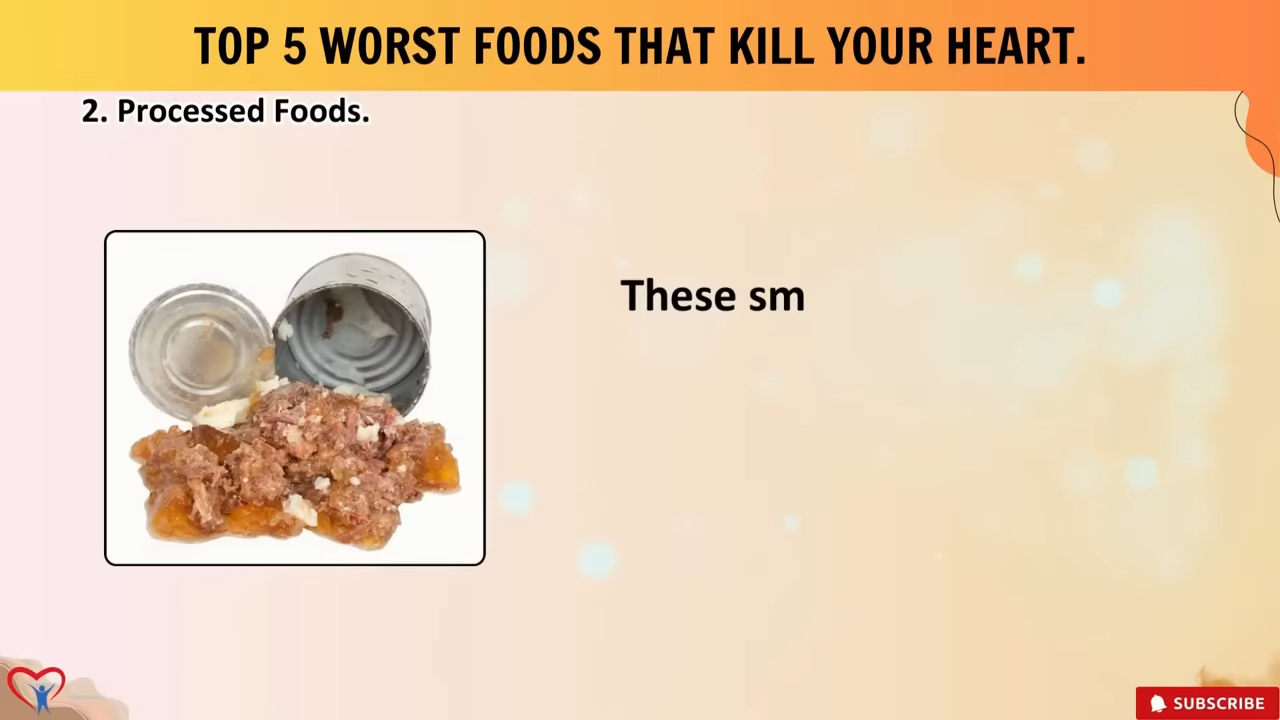 TOP 5 WORST FOODS THAT KILL YOUR HEART.
2. Processed Foods.
These sm
SUBSCRIBE